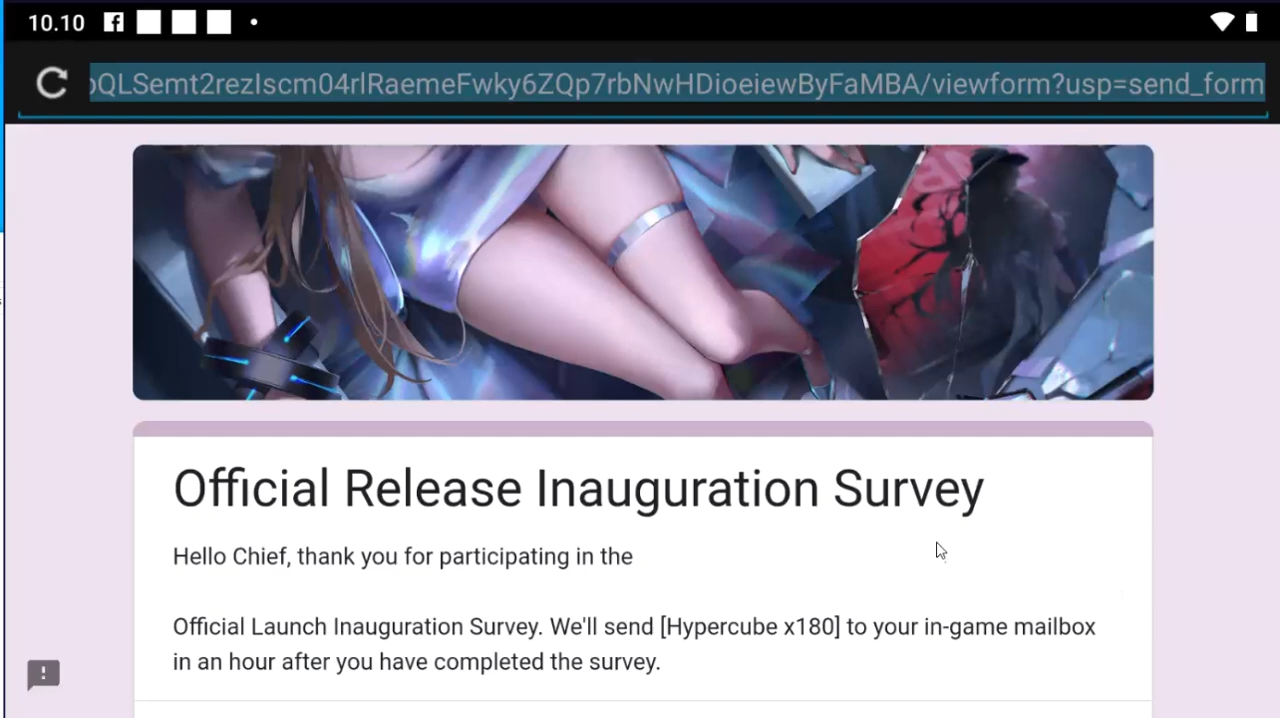 10.10
QLSemt2rezIscm04rlRaemeFwky6ZQp7rbNwHDioeiewByFaMBA/viewform?usp=send_form
Official Release Inauguration Survey
Hello Chief, thank you for participating in the
Official Launch Inauguration Survey. We'll send [Hypercube x180] to your in-game mailbox
in an hour after you have completed the survey.